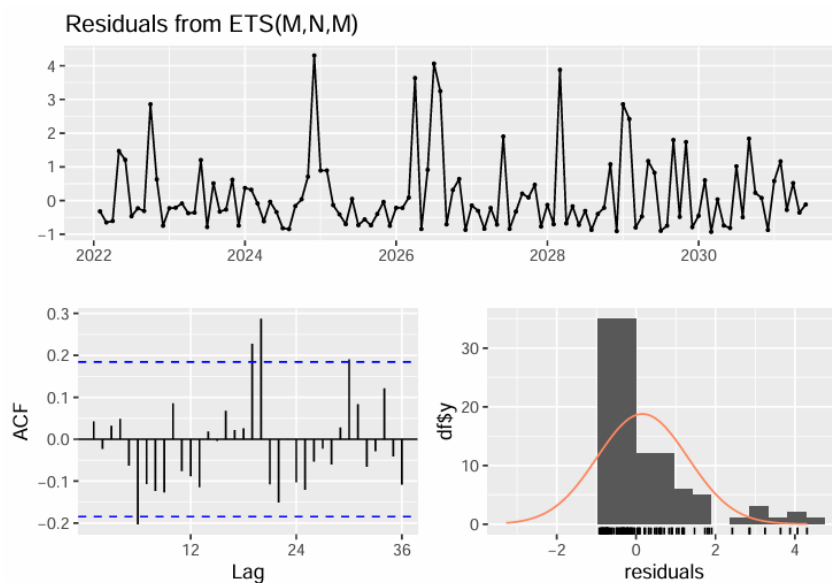 Residuals from ETS(M,N,M)
4
3
2
1
0
−1
2022 2024 2026 2028 2030
0.3
0.2
0.1
0.0
−0.1
−0.2
ACF
12 24 36
Lag
30
20
10
0
df$y
−2 0 2 4
residuals